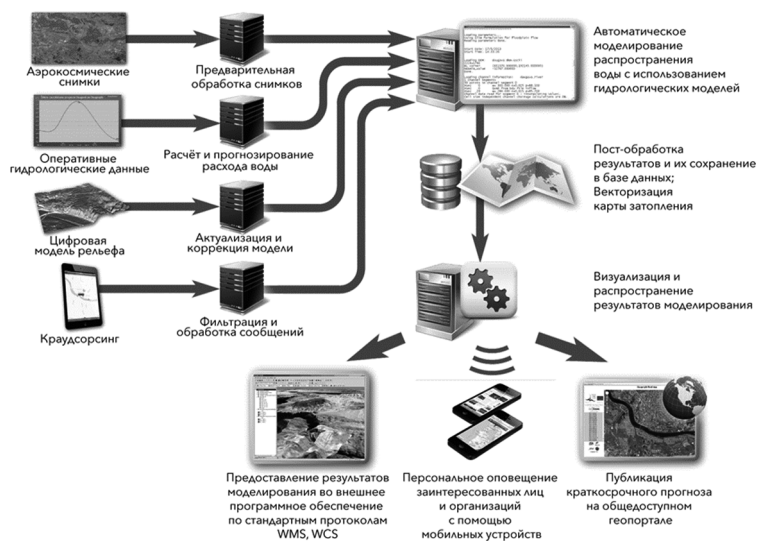 Аэрокосмические
снимки
Предварительная
обработка снимков
Автоматическое
моделирование
распространения
воды с использованием
гидрологических моделей
Оперативные
гидрологические данные
Расчёт и прогнозирование
расхода воды
Пост-обработка
результатов и их сохранение
в базе данных;
Векторизация
карты затопления
Цифровая
модель рельефа
Актуализация и
коррекция модели
Краудсорсинг
Фильтрация и
обработка сообщений
Визуализация и
распространение
результатов моделирования
Предоставление результатов
моделирования во внешнее
программное обеспечение
по стандартным протоколам
WMS, WCS
Персональное оповещение
заинтересованных лиц
и организаций
с помощью
мобильных устройств
Публикация
краткосрочного прогноза
на общедоступном
геопортале